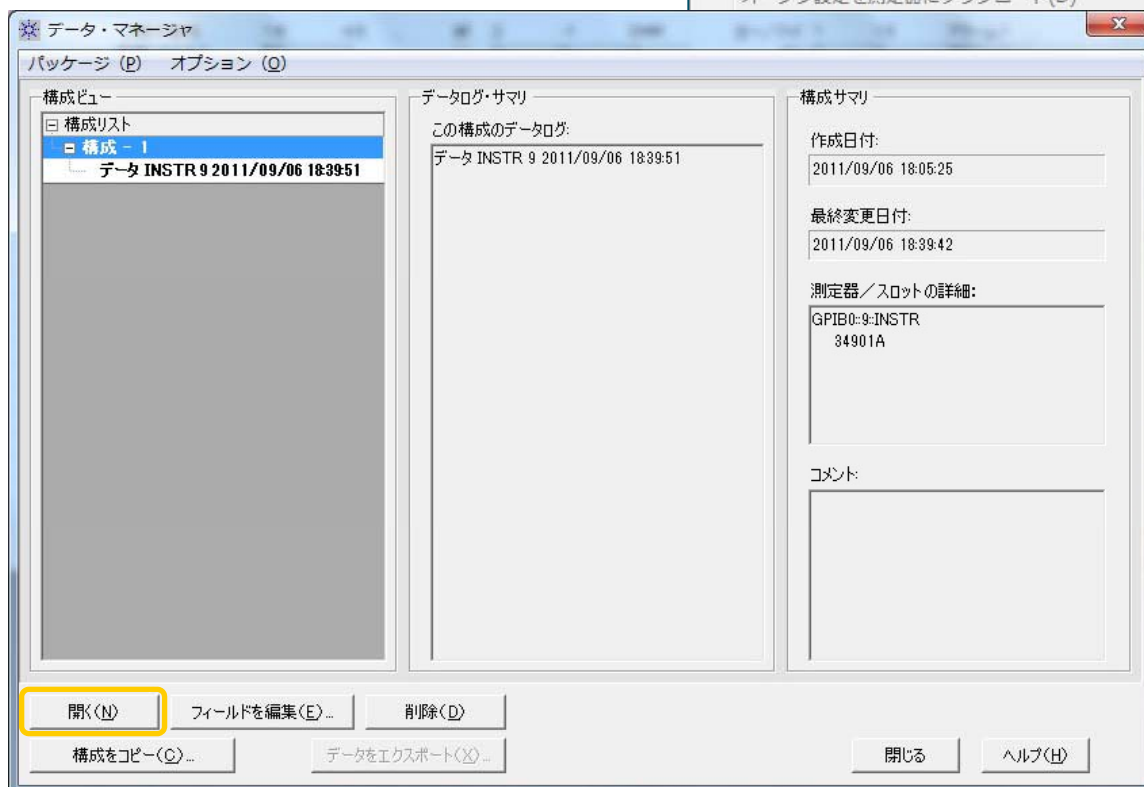 データ・マネージャ
パッケージ (P) オプション (O)
構成ビュー
構成リスト
構成 - 1
データ INSTR 9 2011/09/06 18:39:51
データログ・サマリ
この構成のデータログ:
データ INSTR 9 2011/09/06 18:39:51
構成サマリ
作成日付:
2011/09/06 18:05:25
最終変更日付:
2011/09/06 18:39:42
測定器/スロットの詳細:
GPIB0::9::INSTR
34901A
コメント:
開く(N) フィールドを編集(E)... 削除(D)
構成をコピー(C)... データをエクスポート(X)... 閉じる ヘルプ(H)